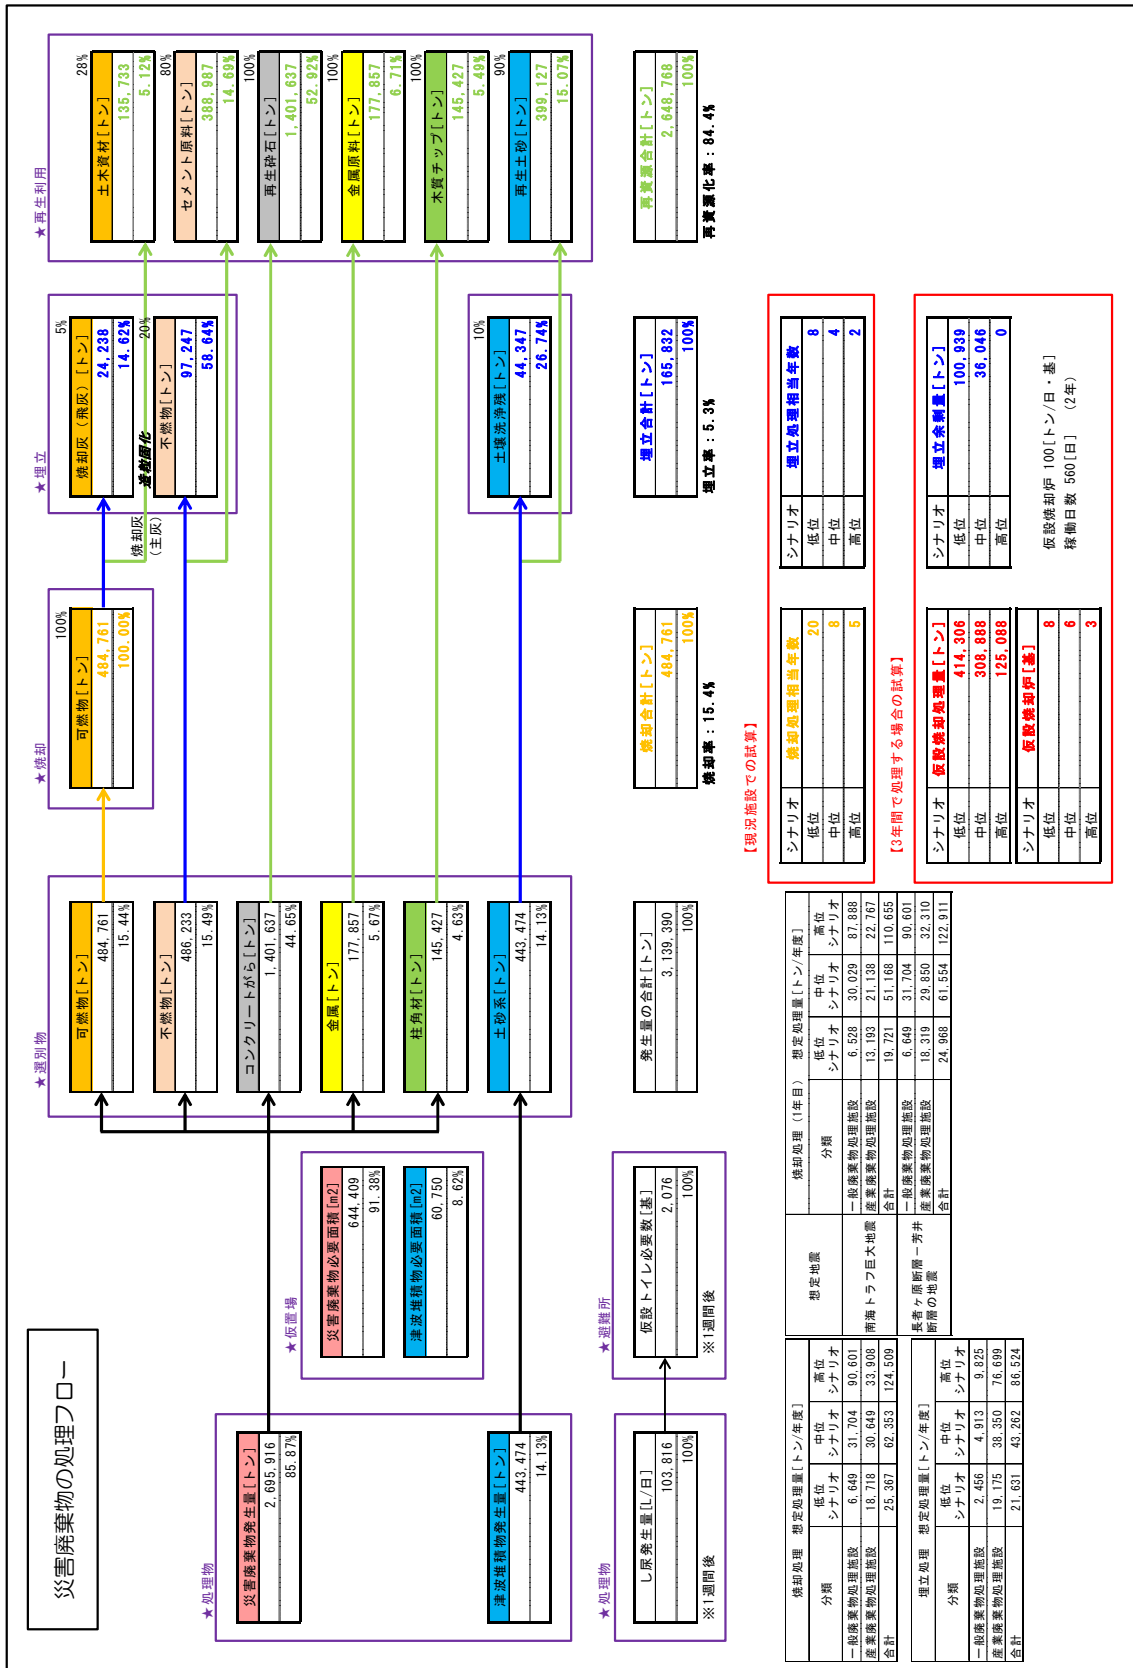 災害廃棄物の処理フロー
★処理物
災害廃棄物発生量[トン]
2,695,916
85.87%
津波堆積物発生量[トン]
443,474
14.13%
★仮置場
災害廃棄物必要面積[m2]
644,409
91.38%
津波堆積物必要面積[m2]
60,750
8.62%
★選別物
可燃物[トン]
484,761
15.44%
不燃物[トン]
486,233
15.49%
コンクリートがら[トン]
1,401,637
44.65%
金属[トン]
177,857
5.67%
柱角材[トン]
145,427
4.63%
土砂系[トン]
443,474
14.13%
発生量の合計[トン]
3,139,390
100%
★焼却
100%
可燃物[トン]
484,761
100.00%
焼却合計[トン]
484,761
100%
焼却率：15.4%
★埋立
5%
焼却灰（飛灰）[トン]
24,238
14.62%
焼却灰
（主灰）
造粒固化
20%
不燃物[トン]
97,247
58.64%
10%
土壌洗浄残[トン]
44,347
26.74%
埋立合計[トン]
165,832
100%
埋立率：5.3%
★再生利用
28%
土木資材[トン]
135,733
5.12%
80%
セメント原料[トン]
388,987
14.69%
100%
再生砕石[トン]
1,401,637
52.92%
100%
金属原料[トン]
177,857
6.71%
100%
木質チップ[トン]
145,427
5.49%
90%
再生土砂[トン]
399,127
15.07%
再資源合計[トン]
2,648,768
100%
再資源化率：84.4%
★処理物
し尿発生量[L/日]
103,816
100%
※1週間後
★避難所
仮設トイレ必要数[基]
2,076
100%
※1週間後
焼却処理 想定処理量[トン/年度]
分類 低位シナリオ 中位シナリオ 高位シナリオ
一般廃棄物処理施設 6,649 31,704 90,601
産業廃棄物処理施設 18,718 30,649 33,908
合計 25,367 62,353 124,509
埋立処理 想定処理量[トン/年度]
分類 低位シナリオ 中位シナリオ 高位シナリオ
一般廃棄物処理施設 2,456 4,913 9,825
産業廃棄物処理施設 19,175 38,350 76,699
合計 21,631 43,262 86,524
想定地震 焼却処理（1年目） 想定処理量[トン/年度]
分類 低位シナリオ 中位シナリオ 高位シナリオ
南海トラフ巨大地震
一般廃棄物処理施設 6,528 30,029 87,888
産業廃棄物処理施設 13,193 21,138 22,767
合計 19,721 51,168 110,655
長者ヶ原断層－芳井断層の地震
一般廃棄物処理施設 6,649 31,704 90,601
産業廃棄物処理施設 18,319 29,850 32,310
合計 24,968 61,554 122,911
【現況施設での試算】
シナリオ 焼却処理相当年数
低位 20
中位 8
高位 5
シナリオ 埋立処理相当年数
低位 8
中位 4
高位 2
【3年間で処理する場合の試算】
シナリオ 仮設焼却処理量[トン]
低位 414,306
中位 308,888
高位 125,088
シナリオ 仮設焼却炉[基]
低位 8
中位 6
高位 3
シナリオ 埋立余剰量[トン]
低位 100,939
中位 36,046
高位 0
仮設焼却炉 100[トン/日・基]
稼働日数 560[日] （2年）